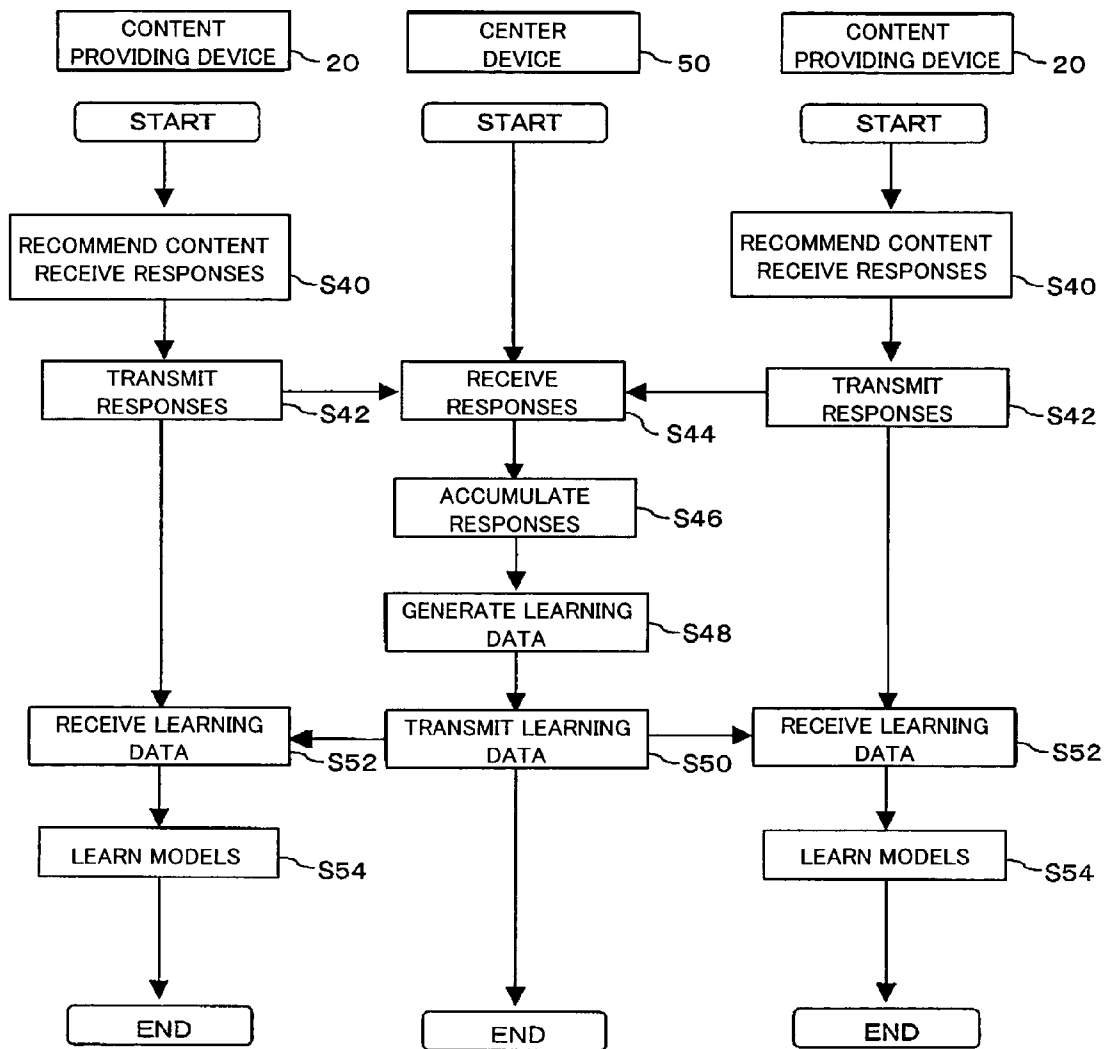 CONTENT
PROVIDING DEVICE
20
CENTER
DEVICE
50
CONTENT
PROVIDING DEVICE
20
START
START
START
RECOMMEND CONTENT
RECEIVE RESPONSES
S40
RECOMMEND CONTENT
RECEIVE RESPONSES
S40
TRANSMIT
RESPONSES
S42
RECEIVE
RESPONSES
S44
TRANSMIT
RESPONSES
S42
ACCUMULATE
RESPONSES
S46
GENERATE LEARNING
DATA
S48
RECEIVE LEARNING
DATA
S52
TRANSMIT LEARNING
DATA
S50
RECEIVE LEARNING
DATA
S52
LEARN MODELS
S54
LEARN MODELS
S54
END
END
END